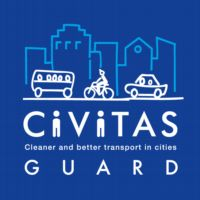 CiViTAS
Cleaner and better transport in cities
GUARD